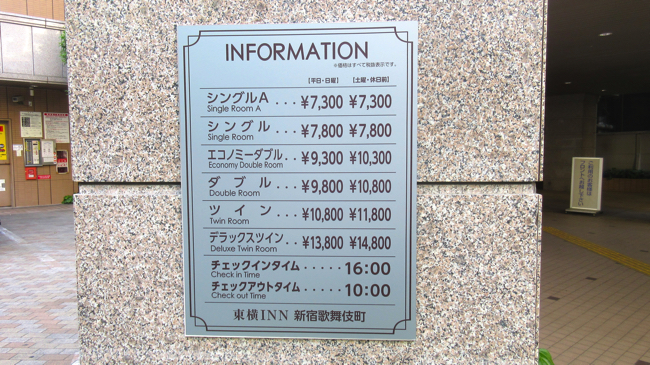 INFORMATION
※価格はすべて税抜表示です。
[平日・日曜] [土曜・休日前]
シングルA ・・・ ¥7,300 ¥7,300
Single Room A
シングル ・・・ ¥7,800 ¥7,800
Single Room
エコノミーダブル・・ ¥9,300 ¥10,300
Economy Double Room
ダブル ・・・ ¥9,800 ¥10,800
Double Room
ツイン ・・・ ¥10,800 ¥11,800
Twin Room
デラックスツイン・・ ¥13,800 ¥14,800
Deluxe Twin Room
チェックインタイム ・・・・・ 16:00
Check in Time
チェックアウトタイム ・・・・・ 10:00
Check out Time
東横INN 新宿歌舞伎町